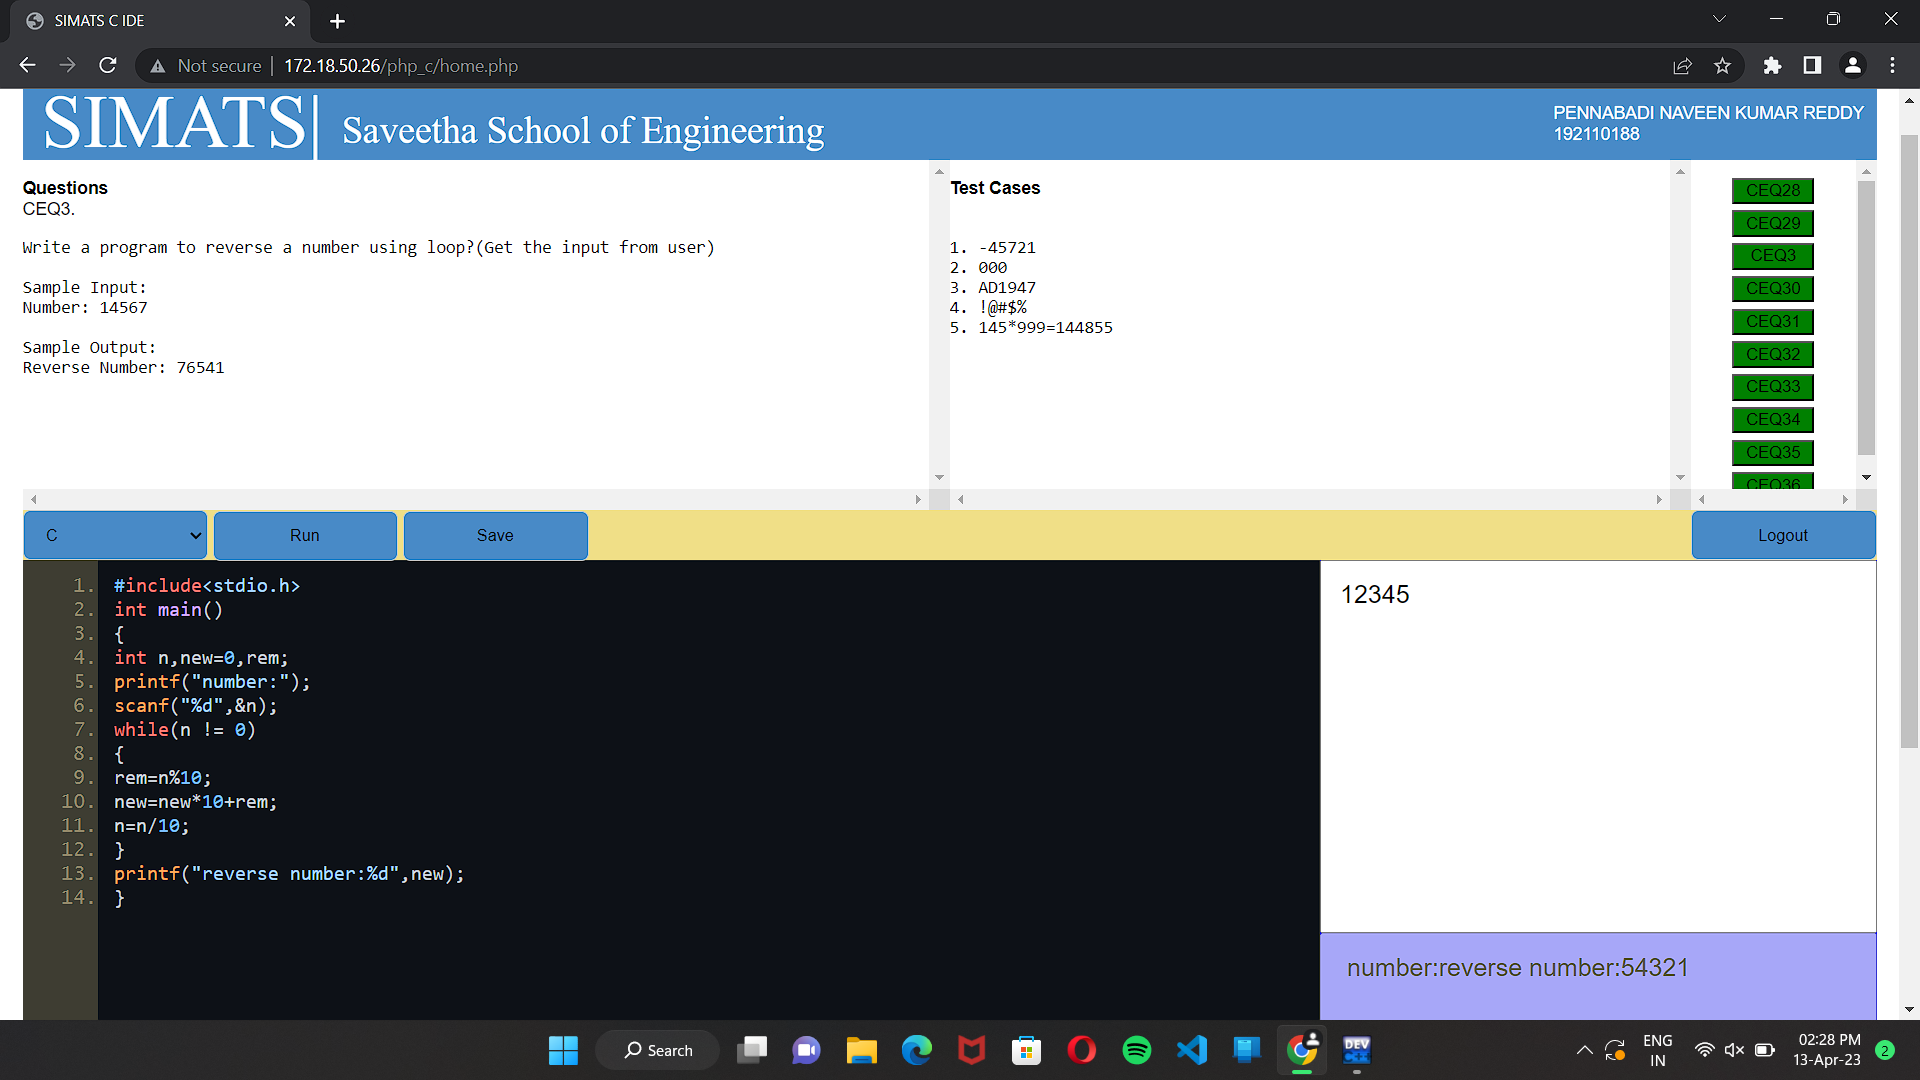 SIMATS C IDE
Not secure | 172.18.50.26/php_c/home.php
SIMATS| Saveetha School of Engineering
PENNABADI NAVEEN KUMAR REDDY
192110188
Questions
CEQ3.
Write a program to reverse a number using loop?(Get the input from user)
Sample Input:
Number: 14567
Sample Output:
Reverse Number: 76541
Test Cases
1. -45721
2. 000
3. AD1947
4. !@#$%
5. 145*999=144855
CEQ28
CEQ29
CEQ3
CEQ30
CEQ31
CEQ32
CEQ33
CEQ34
CEQ35
CEQ36
C
Run
Save
Logout
1. #include<stdio.h>
2. int main()
3. {
4. int n,new=0,rem;
5. printf("number:");
6. scanf("%d",&n);
7. while(n != 0)
8. {
9. rem=n%10;
10. new=new*10+rem;
11. n=n/10;
12. }
13. printf("reverse number:%d",new);
14. }
12345
number:reverse number:54321
Search
DEV
C++
ENG
IN
02:28 PM
13-Apr-23
2